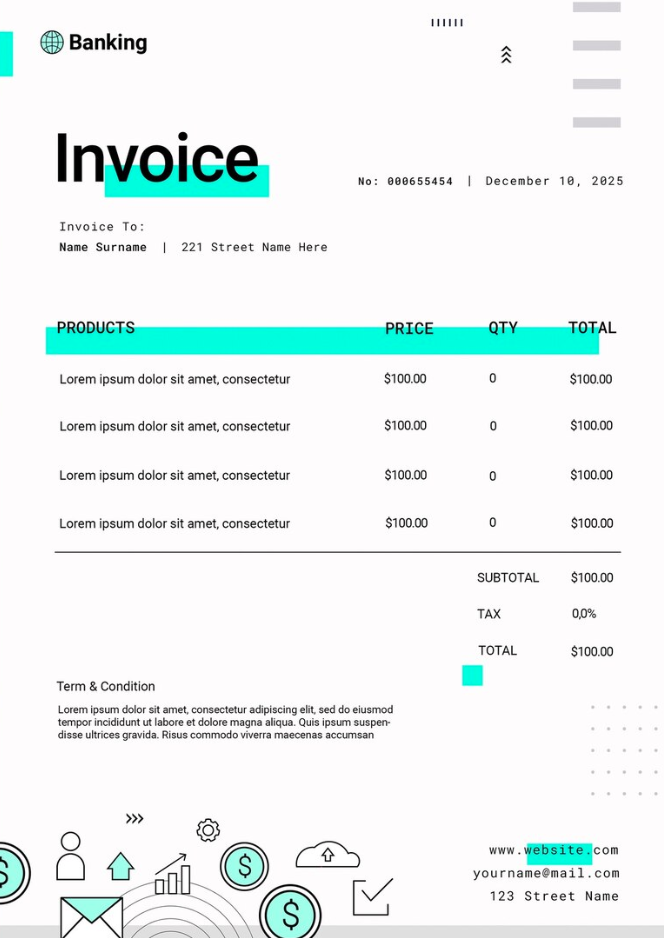 Banking
Invoice
No: 000655454 | December 10, 2025
Invoice To:
Name Surname | 221 Street Name Here
PRODUCTS PRICE QTY TOTAL
Lorem ipsum dolor sit amet, consectetur $100.00 0 $100.00
Lorem ipsum dolor sit amet, consectetur $100.00 0 $100.00
Lorem ipsum dolor sit amet, consectetur $100.00 0 $100.00
Lorem ipsum dolor sit amet, consectetur $100.00 0 $100.00
SUBTOTAL $100.00
TAX 0,0%
TOTAL $100.00
Term & Condition
Lorem ipsum dolor sit amet, consectetur adipiscing elit, sed do eiusmod
tempor incididunt ut labore et dolore magna aliqua. Quis ipsum suspen-
disse ultrices gravida. Risus commodo viverra maecenas accumsan
www.website.com
yourname@mail.com
123 Street Name